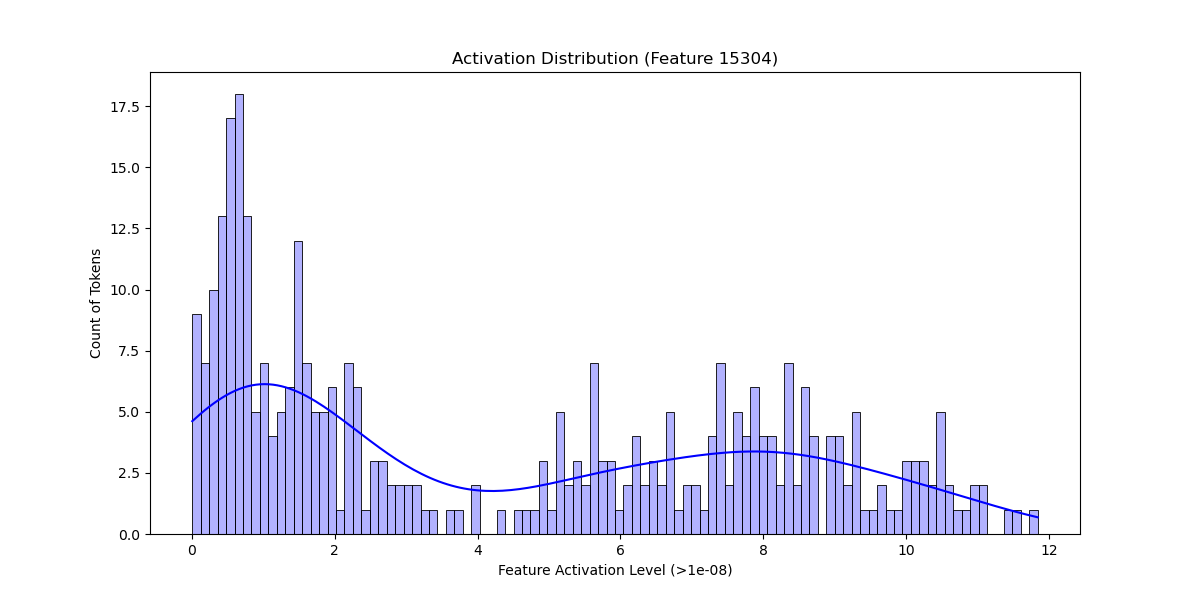 Activation Distribution (Feature 15304)
Count of Tokens
17.5
15.0
12.5
10.0
7.5
5.0
2.5
0.0
0 2 4 6 8 10 12
Feature Activation Level (>1e-08)